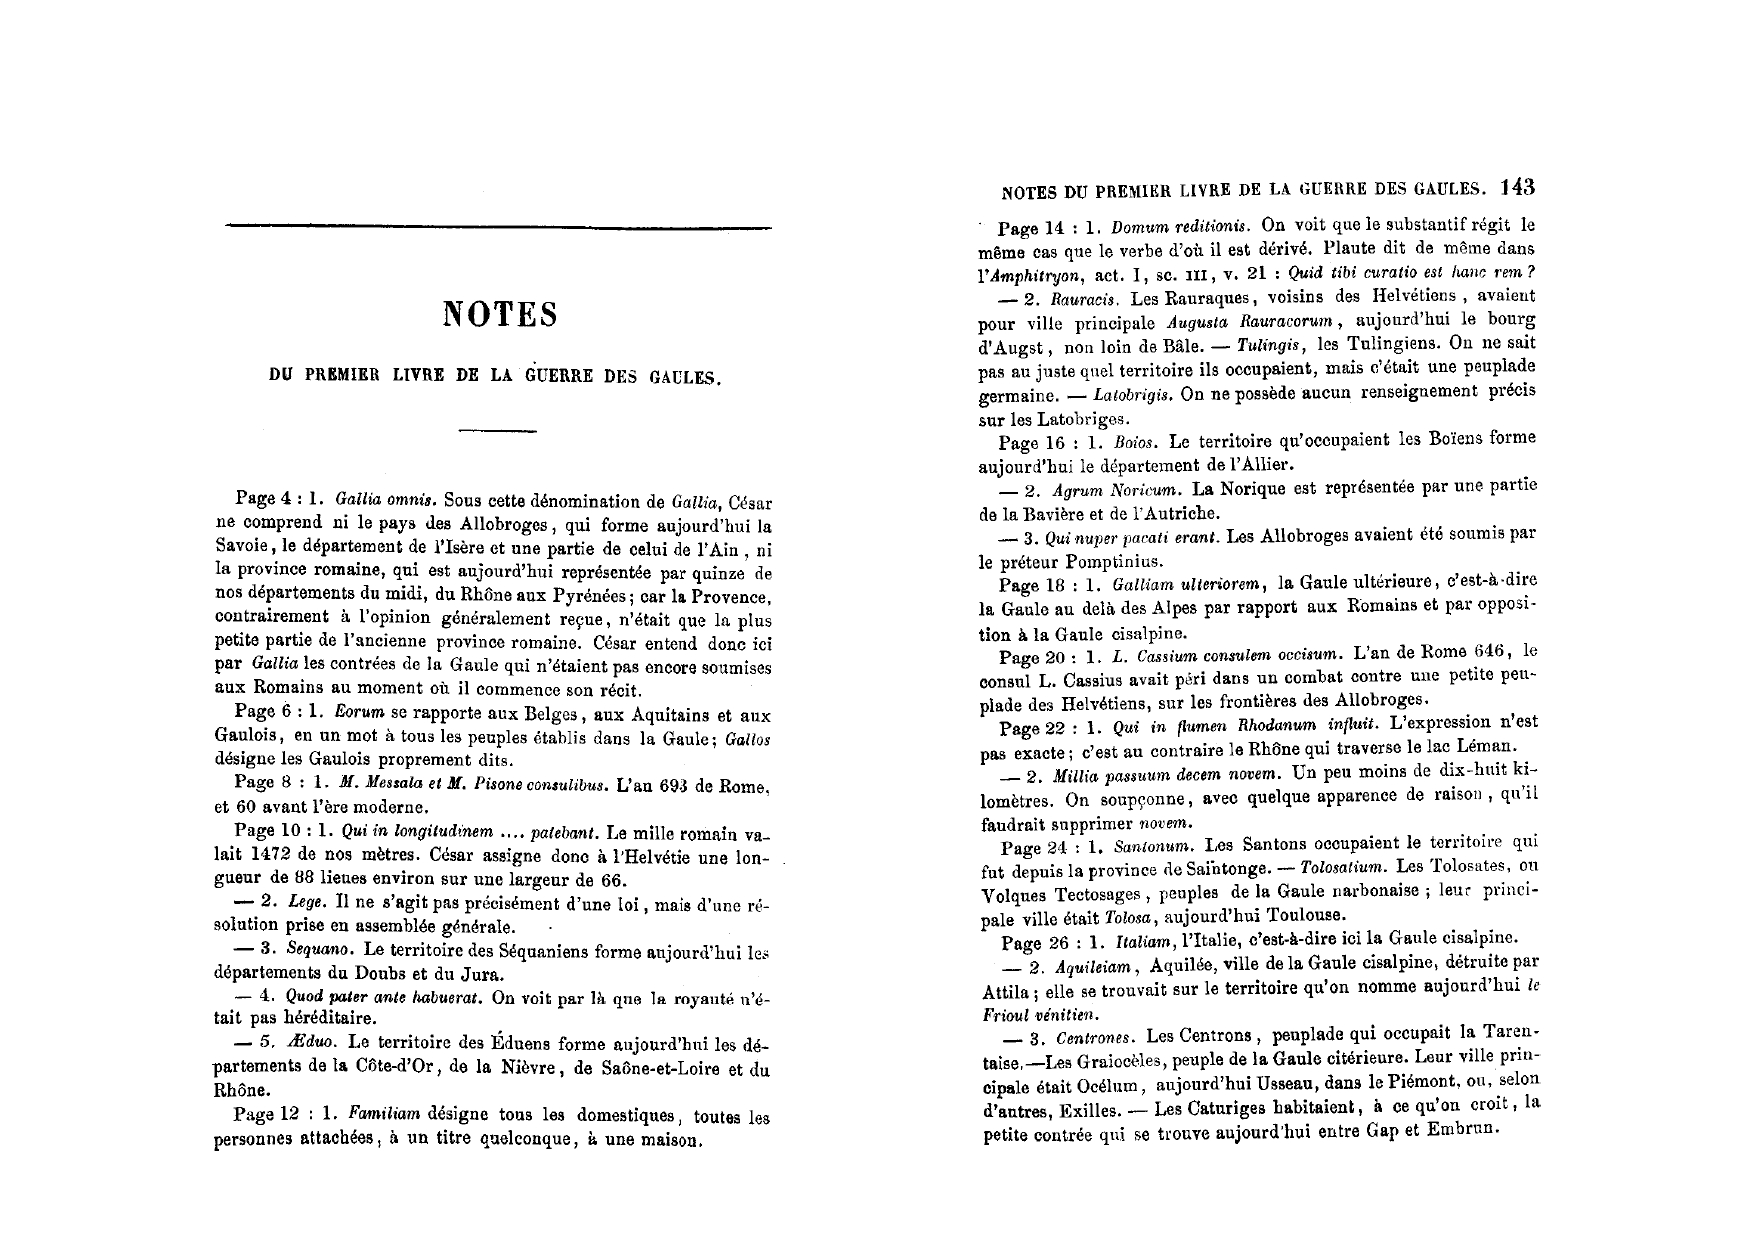 NOTES
DU PREMIER LIVRE DE LA GUERRE DES GAULES.
Page 4 : 1. Gallia omnis. Sous cette dénomination de Gallia, César
ne comprend ni le pays des Allobroges, qui forme aujourd'hui la
Savoie, le département de l'Isère et une partie de celui de l'Ain, ni
la province romaine, qui est aujourd'hui représentée par quinze de
nos départements du midi, du Rhône aux Pyrénées; car la Provence,
contrairement à l'opinion généralement reçue, n'était que la plus
petite partie de l'ancienne province romaine. César entend donc ici
par Gallia les contrées de la Gaule qui n'étaient pas encore soumises
aux Romains au moment où il commence son récit.
Page 6 : 1. Eorum se rapporte aux Belges, aux Aquitains et aux
Gaulois, en un mot à tous les peuples établis dans la Gaule; Gallos
désigne les Gaulois proprement dits.
Page 8 : 1. M. Messala et M. Pisone consulibus. L'an 693 de Rome,
et 60 avant l'ère moderne.
Page 10 : 1. Qui in longitudinem .... patebant. Le mille romain va-
lait 1472 de nos mètres. César assigne donc à l'Helvétie une lon-
gueur de 88 lieues environ sur une largeur de 66.
— 2. Lege. Il ne s'agit pas précisément d'une loi, mais d'une ré-
solution prise en assemblée générale.
— 3. Sequano. Le territoire des Séquaniens forme aujourd'hui les
départements du Doubs et du Jura.
— 4. Quod pater ante habuerat. On voit par là que la royauté n'é-
tait pas héréditaire.
— 5. Æduo. Le territoire des Éduens forme aujourd'hui les dé-
partements de la Côte-d'Or, de la Nièvre, de Saône-et-Loire et du
Rhône.
Page 12 : 1. Familiam désigne tous les domestiques, toutes les
personnes attachées, à un titre quelconque, à une maison.
NOTES DU PREMIER LIVRE DE LA GUERRE DES GAULES. 143
Page 14 : 1. Domum reditionis. On voit que le substantif régit le
même cas que le verbe d'où il est dérivé. Plaute dit de même dans
l'Amphitryon, act. I, sc. III, v. 21 : Quid tibi curatio est hanc rem?
— 2. Rauracis. Les Rauraques, voisins des Helvétiens, avaient
pour ville principale Augusta Rauracorum, aujourd'hui le bourg
d'Augst, non loin de Bâle. — Tulingis, les Tulingiens. On ne sait
pas au juste quel territoire ils occupaient, mais c'était une peuplade
germaine. — Latobrigis. On ne possède aucun renseignement précis
sur les Latobriges.
Page 16 : 1. Boios. Le territoire qu'occupaient les Boïens forme
aujourd'hui le département de l'Allier.
— 2. Agrum Noricum. La Norique est représentée par une partie
de la Bavière et de l'Autriche.
— 3. Qui nuper pacati erant. Les Allobroges avaient été soumis par
le préteur Pomptinius.
Page 18 : 1. Galliam ulteriorem, la Gaule ultérieure, c'est-à-dire
la Gaule au delà des Alpes par rapport aux Romains et par opposi-
tion à la Gaule cisalpine.
Page 20 : 1. L. Cassium consulem occisum. L'an de Rome 646, le
consul L. Cassius avait péri dans un combat contre une petite peu-
plade des Helvétiens, sur les frontières des Allobroges.
Page 22 : 1. Qui in flumen Rhodanum influit. L'expression n'est
pas exacte; c'est au contraire le Rhône qui traverse le lac Léman.
— 2. Millia passuum decem novem. Un peu moins de dix-huit ki-
lomètres. On soupçonne, avec quelque apparence de raison, qu'il
faudrait supprimer novem.
Page 24 : 1. Santonum. Les Santons occupaient le territoire qui
fut depuis la province de Saintonge. — Tolosatium. Les Tolosates, ou
Volques Tectosages, peuples de la Gaule narbonaise; leur princi-
pale ville était Tolosa, aujourd'hui Toulouse.
Page 26 : 1. Italiam, l'Italie, c'est-à-dire ici la Gaule cisalpine.
— 2. Aquileiam, Aquilée, ville de la Gaule cisalpine, détruite par
Attila; elle se trouvait sur le territoire qu'on nomme aujourd'hui le
Frioul vénitien.
— 3. Centrones. Les Centrons, peuplade qui occupait la Taren-
taise.—Les Graiocèles, peuple de la Gaule citérieure. Leur ville prin-
cipale était Océlum, aujourd'hui Usseau, dans le Piémont, ou, selon
d'autres, Exilles. — Les Caturiges habitaient, à ce qu'on croit, la
petite contrée qui se trouve aujourd'hui entre Gap et Embrun.